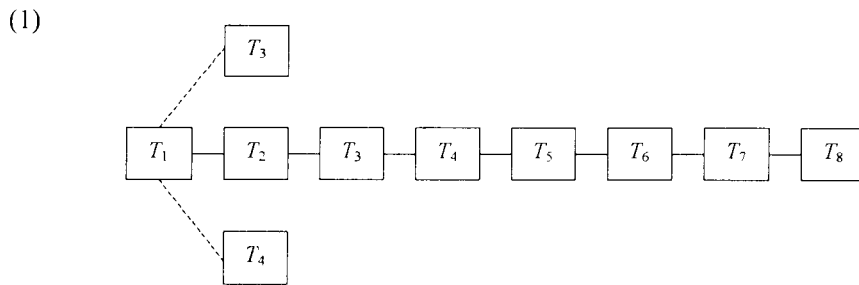 (1)
T₃
T₁ T₂ T₃ T₄ T₅ T₆ T₇ T₈
T₄